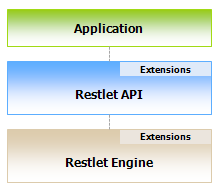 Application
Extensions
Restlet API
Extensions
Restlet Engine